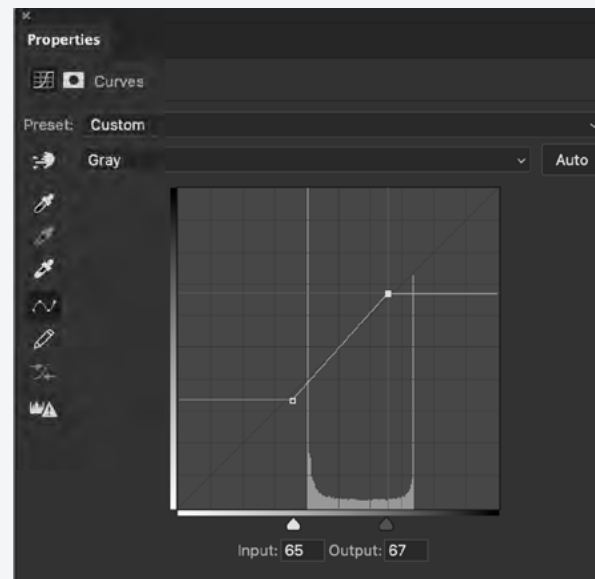 Properties
Curves
Preset: Custom
Gray Auto
Input: 65 Output: 67